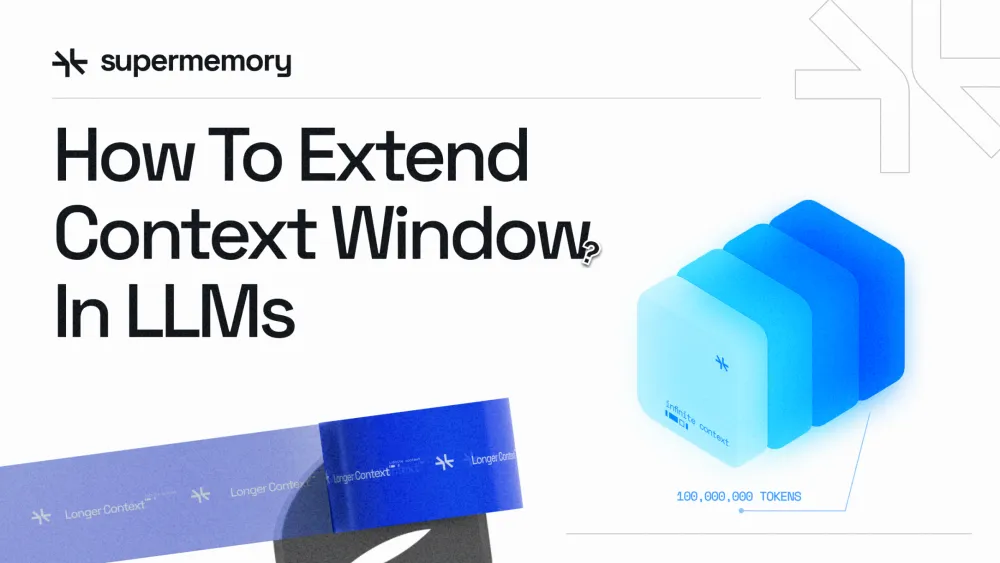 supermemory
How To Extend
Context Window
?
In LLMs
infinite context
100,000,000 TOKENS
Longer Context
Longer Context
Longer Context
Longer Context